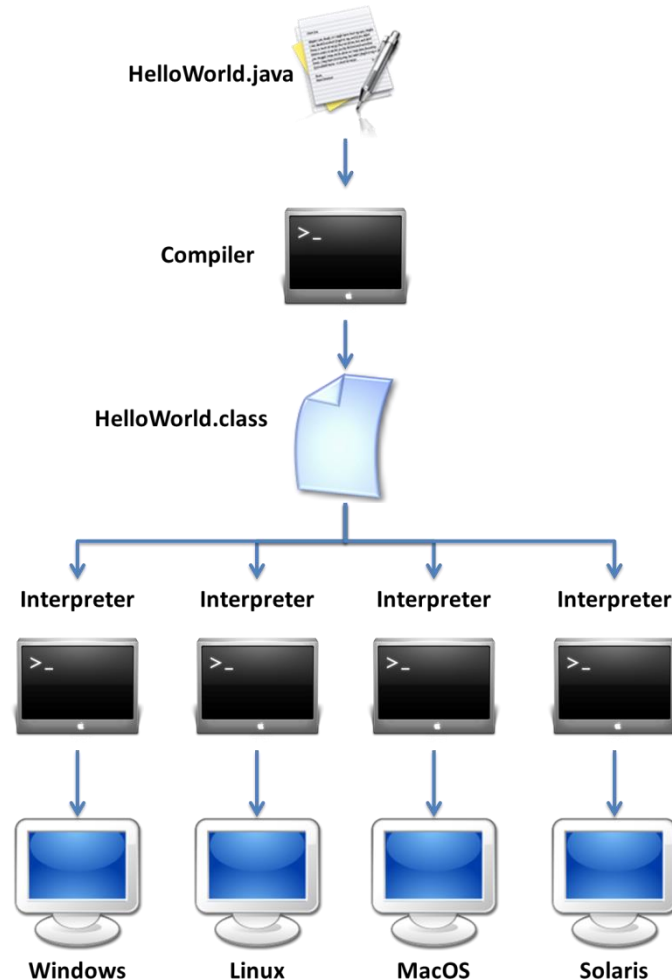 HelloWorld.java
>_
Compiler
HelloWorld.class
Interpreter Interpreter Interpreter Interpreter
>_ >_ >_ >_
Windows Linux MacOS Solaris